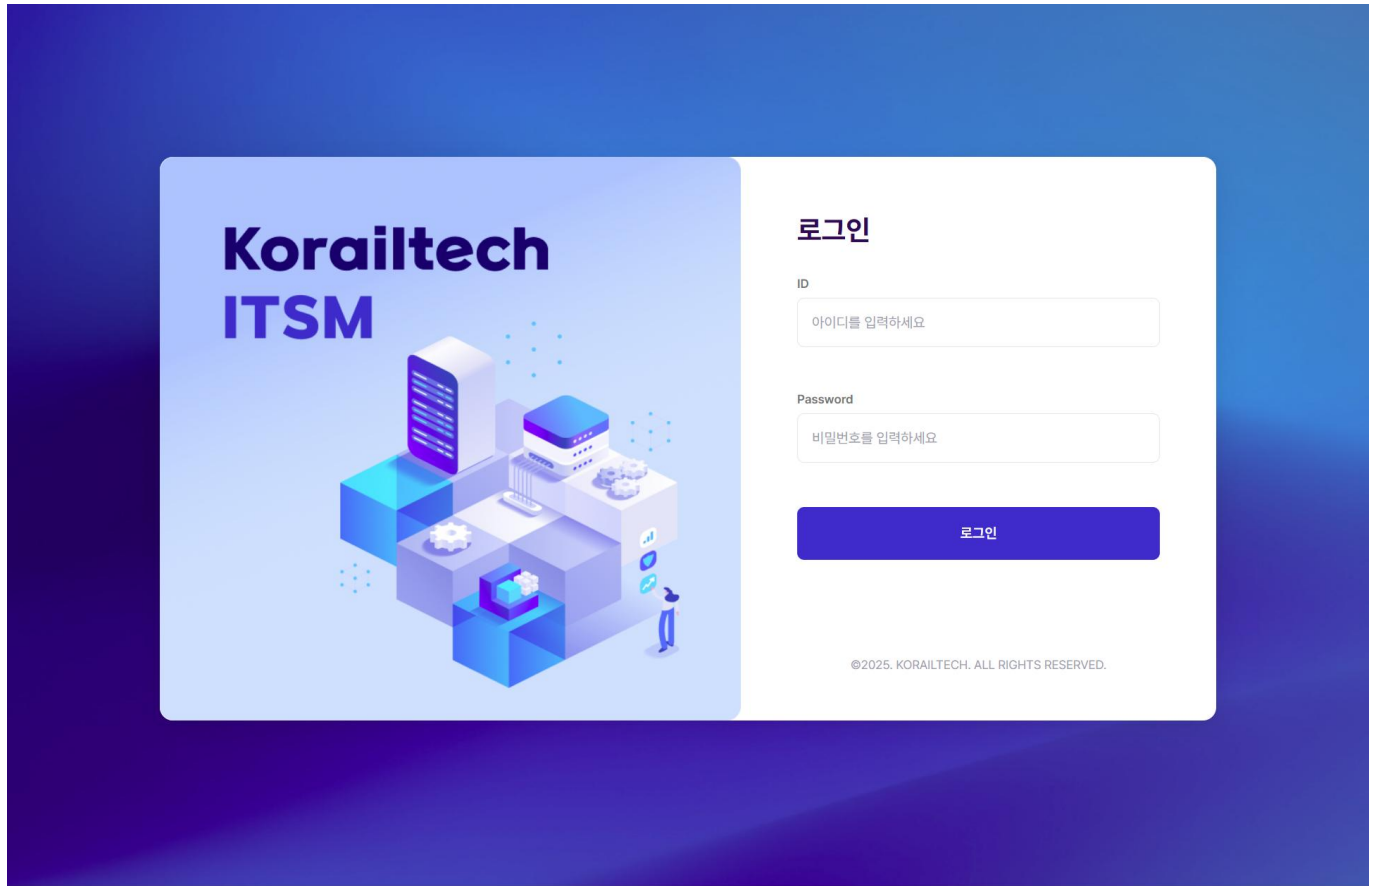 Korailtech
ITSM
로그인
ID
아이디를 입력하세요
Password
비밀번호를 입력하세요
로그인
©2025. KORAILTECH. ALL RIGHTS RESERVED.